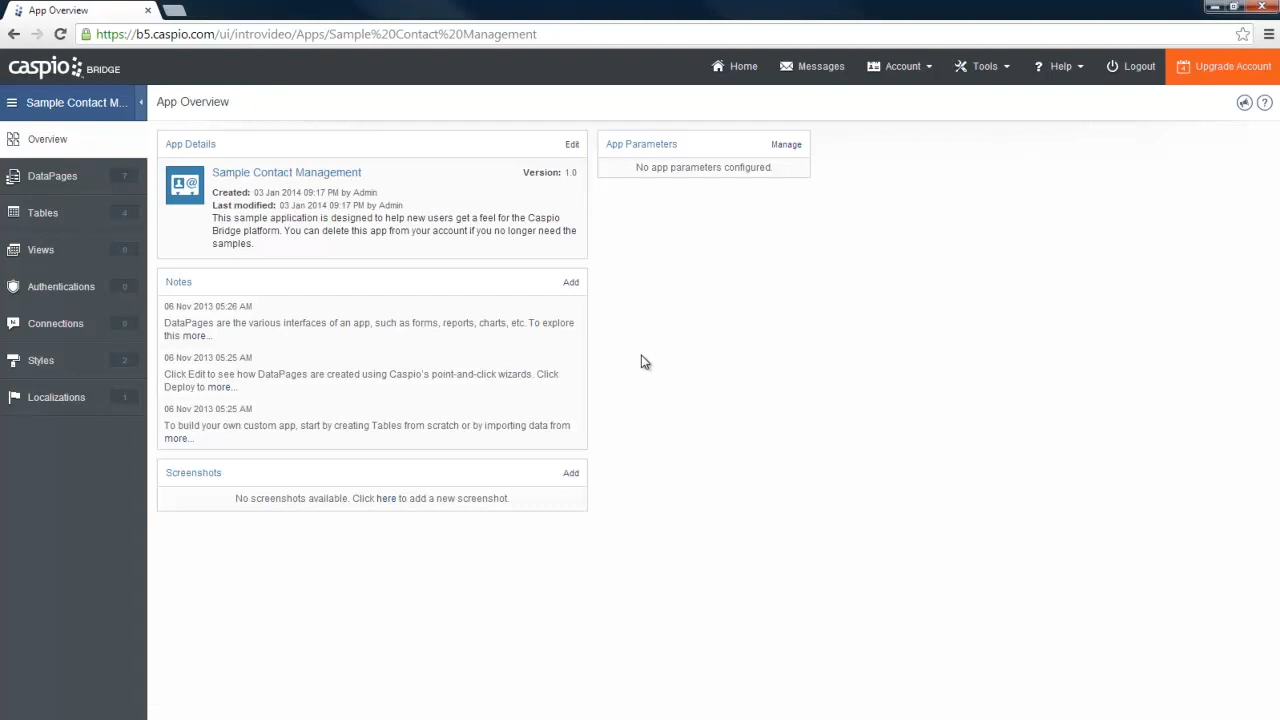 App Overview
https://b5.caspio.com/ui/introvideo/Apps/Sample%20Contact%20Management
caspio BRIDGE
Home
Messages
Account
Tools
? Help
Logout
4 Upgrade Account
Sample Contact M...
App Overview
?
Overview
DataPages 7
Tables 4
Views 0
Authentications 0
Connections 0
Styles 2
Localizations 1
App Details Edit
Sample Contact Management Version: 1.0
Created: 03 Jan 2014 09:17 PM by Admin
Last modified: 03 Jan 2014 09:17 PM by Admin
This sample application is designed to help new users get a feel for the Caspio
Bridge platform. You can delete this app from your account if you no longer need the
samples.
App Parameters Manage
No app parameters configured.
Notes Add
06 Nov 2013 05:26 AM
DataPages are the various interfaces of an app, such as forms, reports, charts, etc. To explore
this more...
06 Nov 2013 05:25 AM
Click Edit to see how DataPages are created using Caspio's point-and-click wizards. Click
Deploy to more...
06 Nov 2013 05:25 AM
To build your own custom app, start by creating Tables from scratch or by importing data from
more...
Screenshots Add
No screenshots available. Click here to add a new screenshot.